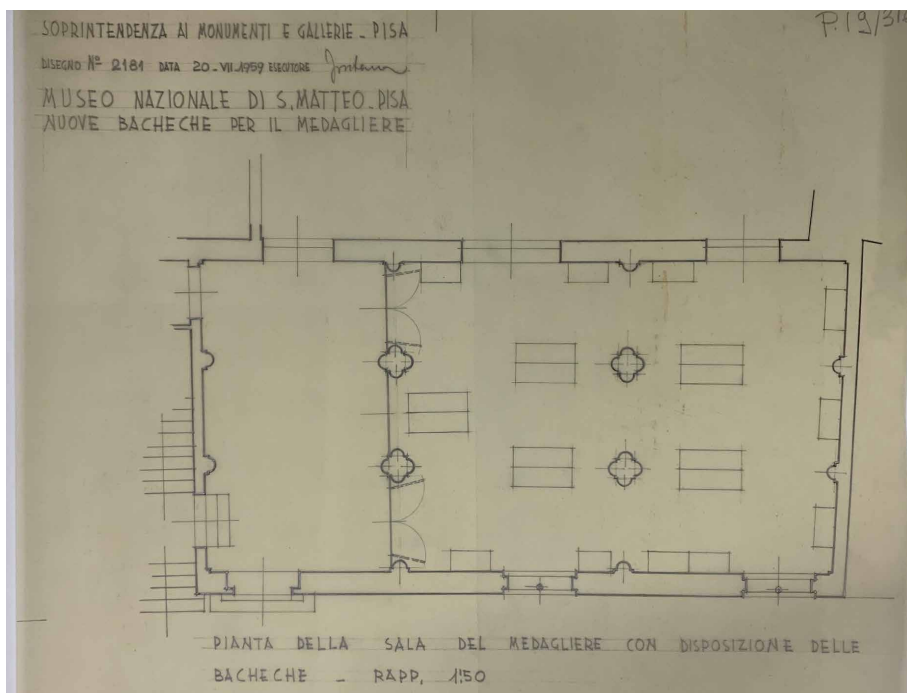 SOPRINTENDENZA AI MONUMENTI E GALLERIE - PISA
DISEGNO Nº 2181 DATA 20-VII-1959 ESECUTORE
MUSEO NAZIONALE DI S. MATTEO - PISA
NUOVE BACHECHE PER IL MEDAGLIERE
PIANTA DELLA SALA DEL MEDAGLIERE CON DISPOSIZIONE DELLE
BACHECHE - RAPP. 1:50